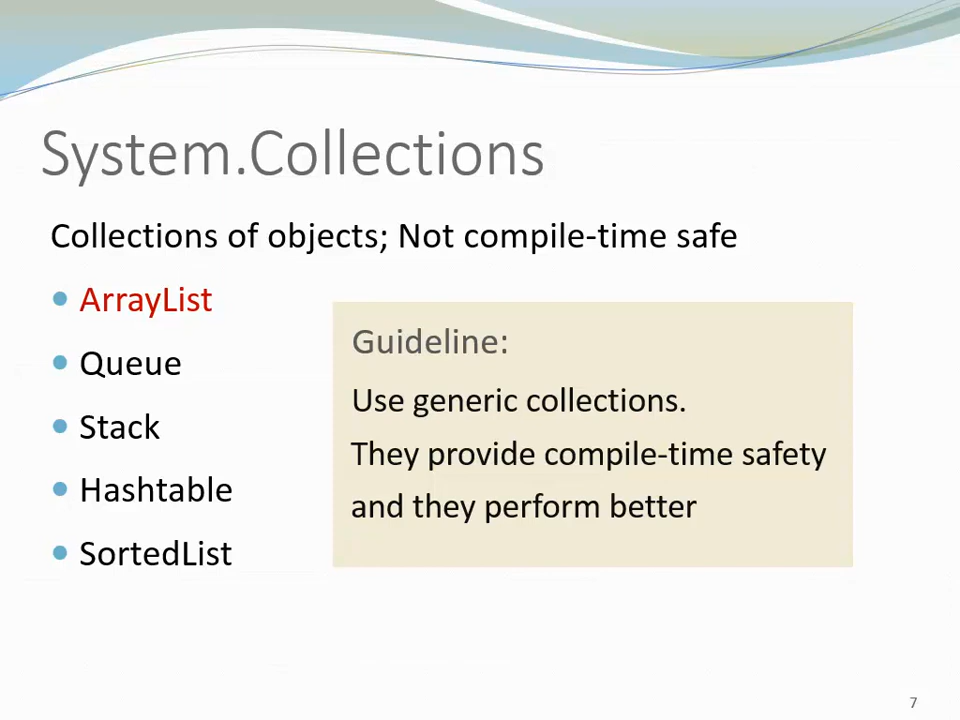 System.Collections
Collections of objects; Not compile-time safe
ArrayList
Queue
Stack
Hashtable
SortedList
Guideline:
Use generic collections.
They provide compile-time safety
and they perform better
7